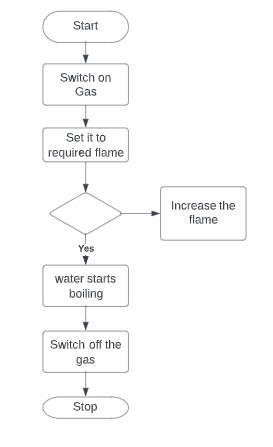 Start
Switch on
Gas
Set it to
required flame
Increase the
flame
Yes
water starts
boiling
Switch off the
gas
Stop